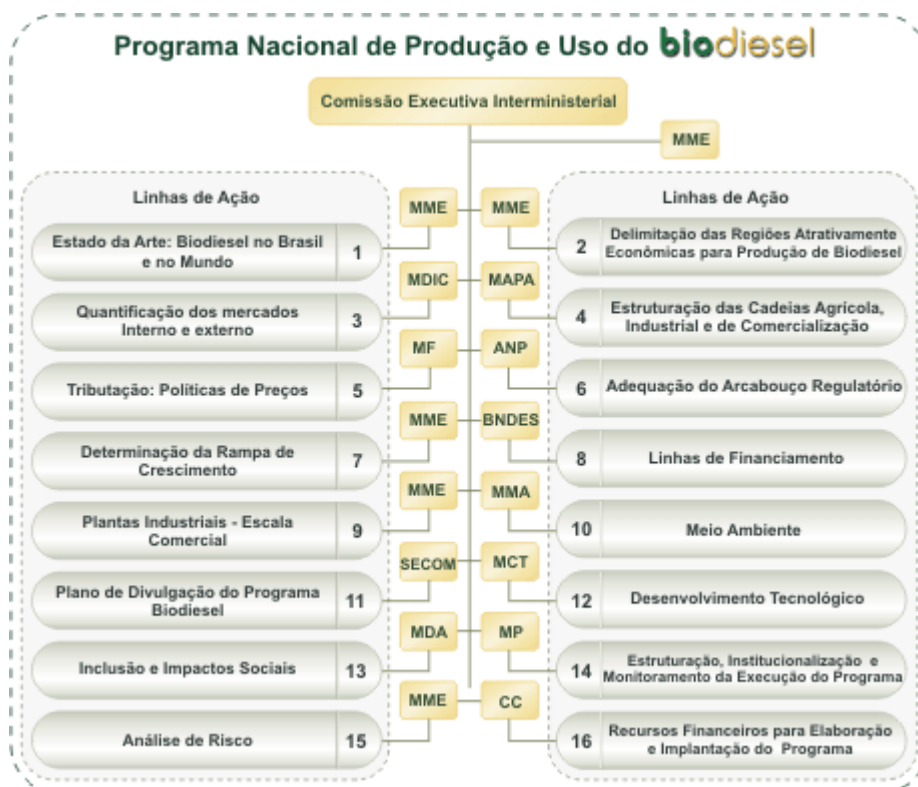 Programa Nacional de Produção e Uso do biodiesel
Comissão Executiva Interministerial
MME
Linhas de Ação
Linhas de Ação
MME
MME
Estado da Arte: Biodiesel no Brasil
e no Mundo
1
2
Delimitação das Regiões Atrativamente
Econômicas para Produção de Biodiesel
MDIC
MAPA
Quantificação dos mercados
Interno e externo
3
4
Estruturação das Cadeias Agrícola,
Industrial e de Comercialização
MF
ANP
Tributação: Políticas de Preços
5
6
Adequação do Arcabouço Regulatório
MME
BNDES
Determinação da Rampa de
Crescimento
7
8
Linhas de Financiamento
MME
MMA
Plantas Industriais - Escala
Comercial
9
10
Meio Ambiente
SECOM
MCT
Plano de Divulgação do Programa
Biodiesel
11
12
Desenvolvimento Tecnológico
MDA
MP
Inclusão e Impactos Sociais
13
14
Estruturação, Institucionalização e
Monitoramento da Execução do Programa
MME
CC
Análise de Risco
15
16
Recursos Financeiros para Elaboração
e Implantação do Programa